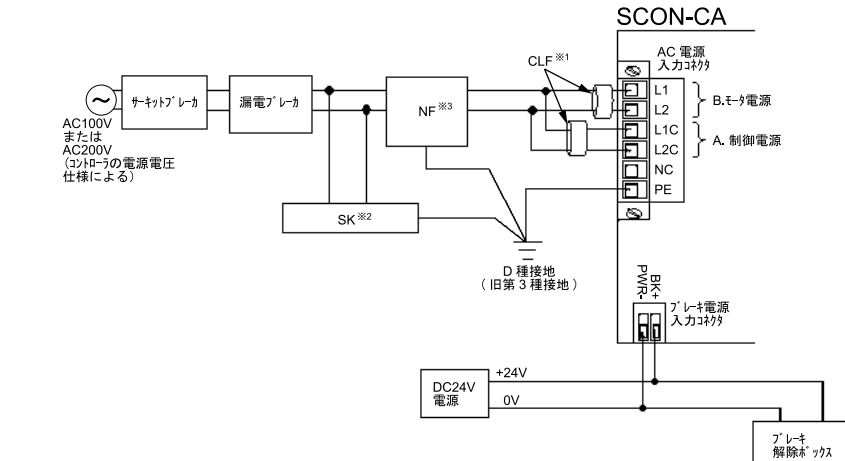 SCON-CA
CLF※1
AC 電源
入力ｺﾈｸﾀ
ｻｰｷｯﾄﾌﾞﾚｰｶ
漏電ﾌﾞﾚｰｶ
NF※3
L1
L2
L1C
L2C
NC
PE
B.ﾓｰﾀ電源
A. 制御電源
AC100V
または
AC200V
（ｺﾝﾄﾛｰﾗの電源電圧
仕様による）
SK※2
D 種接地
（ 旧第 3 種接地 ）
PWR-
BK+
ﾌﾞﾚｰｷ電源
入力ｺﾈｸﾀ
DC24V
電源
+24V
0V
ﾌﾞﾚｰｷ
解除ﾎﾞｯｸｽ